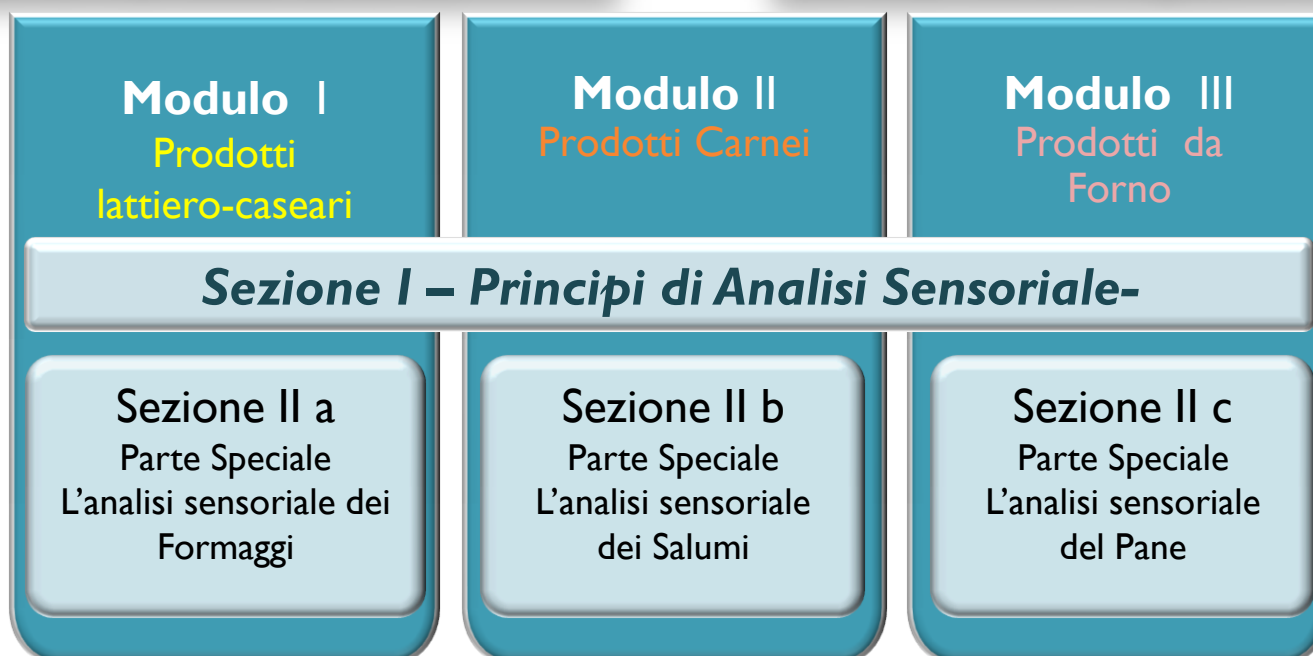 Modulo I
Prodotti
lattiero-caseari
Modulo II
Prodotti Carnei
Modulo III
Prodotti da
Forno
Sezione I – Principi di Analisi Sensoriale-
Sezione II a
Parte Speciale
L’analisi sensoriale dei
Formaggi
Sezione II b
Parte Speciale
L’analisi sensoriale
dei Salumi
Sezione II c
Parte Speciale
L’analisi sensoriale
del Pane